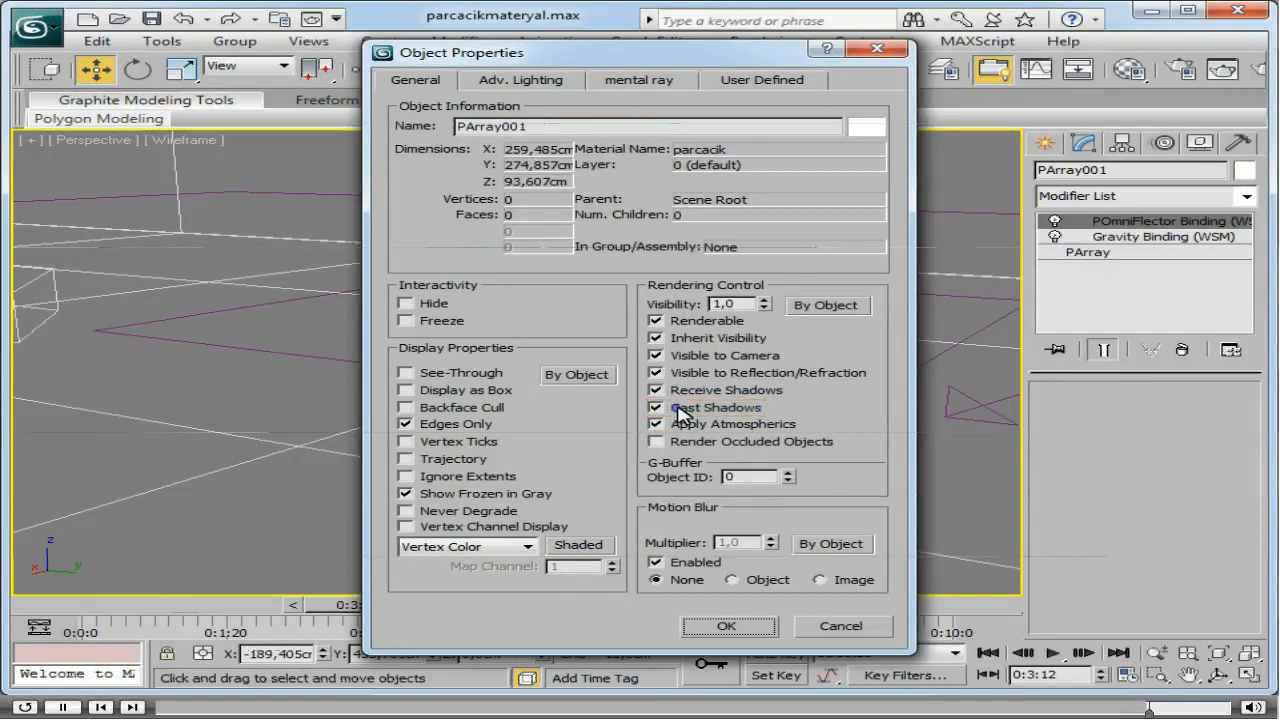 parcacikmateryal.max
Type a keyword or phrase
Edit Tools Group Views MAXScript Help
View
Graphite Modeling Tools Freeform
Polygon Modeling
[ + ] [ Perspective ] [ Wireframe ]
Object Properties
General Adv. Lighting mental ray User Defined
Object Information
Name: PArray001
Dimensions: X: 259,485cm Material Name: parcacik
Y: 274,857cm Layer: 0 (default)
Z: 93,607cm
Vertices: 0 Parent: Scene Root
Faces: 0 Num. Children: 0
0
0 In Group/Assembly: None
Interactivity
Hide
Freeze
Display Properties
See-Through By Object
Display as Box
Backface Cull
Edges Only
Vertex Ticks
Trajectory
Ignore Extents
Show Frozen in Gray
Never Degrade
Vertex Channel Display
Vertex Color Shaded
Map Channel: 1
Rendering Control
Visibility: 1,0 By Object
Renderable
Inherit Visibility
Visible to Camera
Visible to Reflection/Refraction
Receive Shadows
Cast Shadows
Apply Atmospherics
Render Occluded Objects
G-Buffer
Object ID: 0
Motion Blur
Multiplier: 1,0 By Object
Enabled
None Object Image
OK Cancel
PArray001
Modifier List
POmniFlector Binding (WS
Gravity Binding (WSM)
PArray
z
x y
< 0:3:
0:0:0 0:1:20 0:10:0
X: -189,405cm Y:
Welcome to MA
Click and drag to select and move objects
Add Time Tag
Set Key Key Filters... 0:3:12